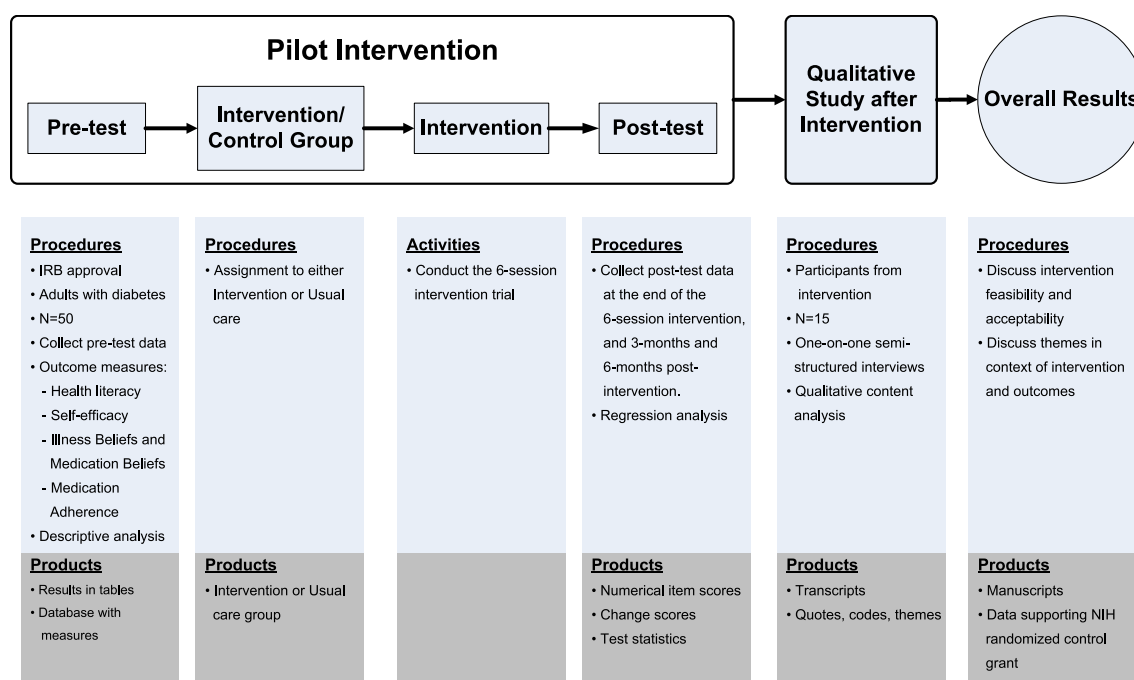 Pilot Intervention
Pre-test
Intervention/
Control Group
Intervention
Post-test
Qualitative
Study after
Intervention
Overall Results
Procedures
• IRB approval
• Adults with diabetes
• N=50
• Collect pre-test data
• Outcome measures:
- Health literacy
- Self-efficacy
- Illness Beliefs and
Medication Beliefs
- Medication
Adherence
• Descriptive analysis
Products
• Results in tables
• Database with
measures
Procedures
• Assignment to either
Intervention or Usual
care
Products
• Intervention or Usual
care group
Activities
• Conduct the 6-session
intervention trial
Procedures
• Collect post-test data
at the end of the
6-session intervention,
and 3-months and
6-months post-
intervention.
• Regression analysis
Products
• Numerical item scores
• Change scores
• Test statistics
Procedures
• Participants from
intervention
• N=15
• One-on-one semi-
structured interviews
• Qualitative content
analysis
Products
• Transcripts
• Quotes, codes, themes
Procedures
• Discuss intervention
feasibility and
acceptability
• Discuss themes in
context of intervention
and outcomes
Products
• Manuscripts
• Data supporting NIH
randomized control
grant